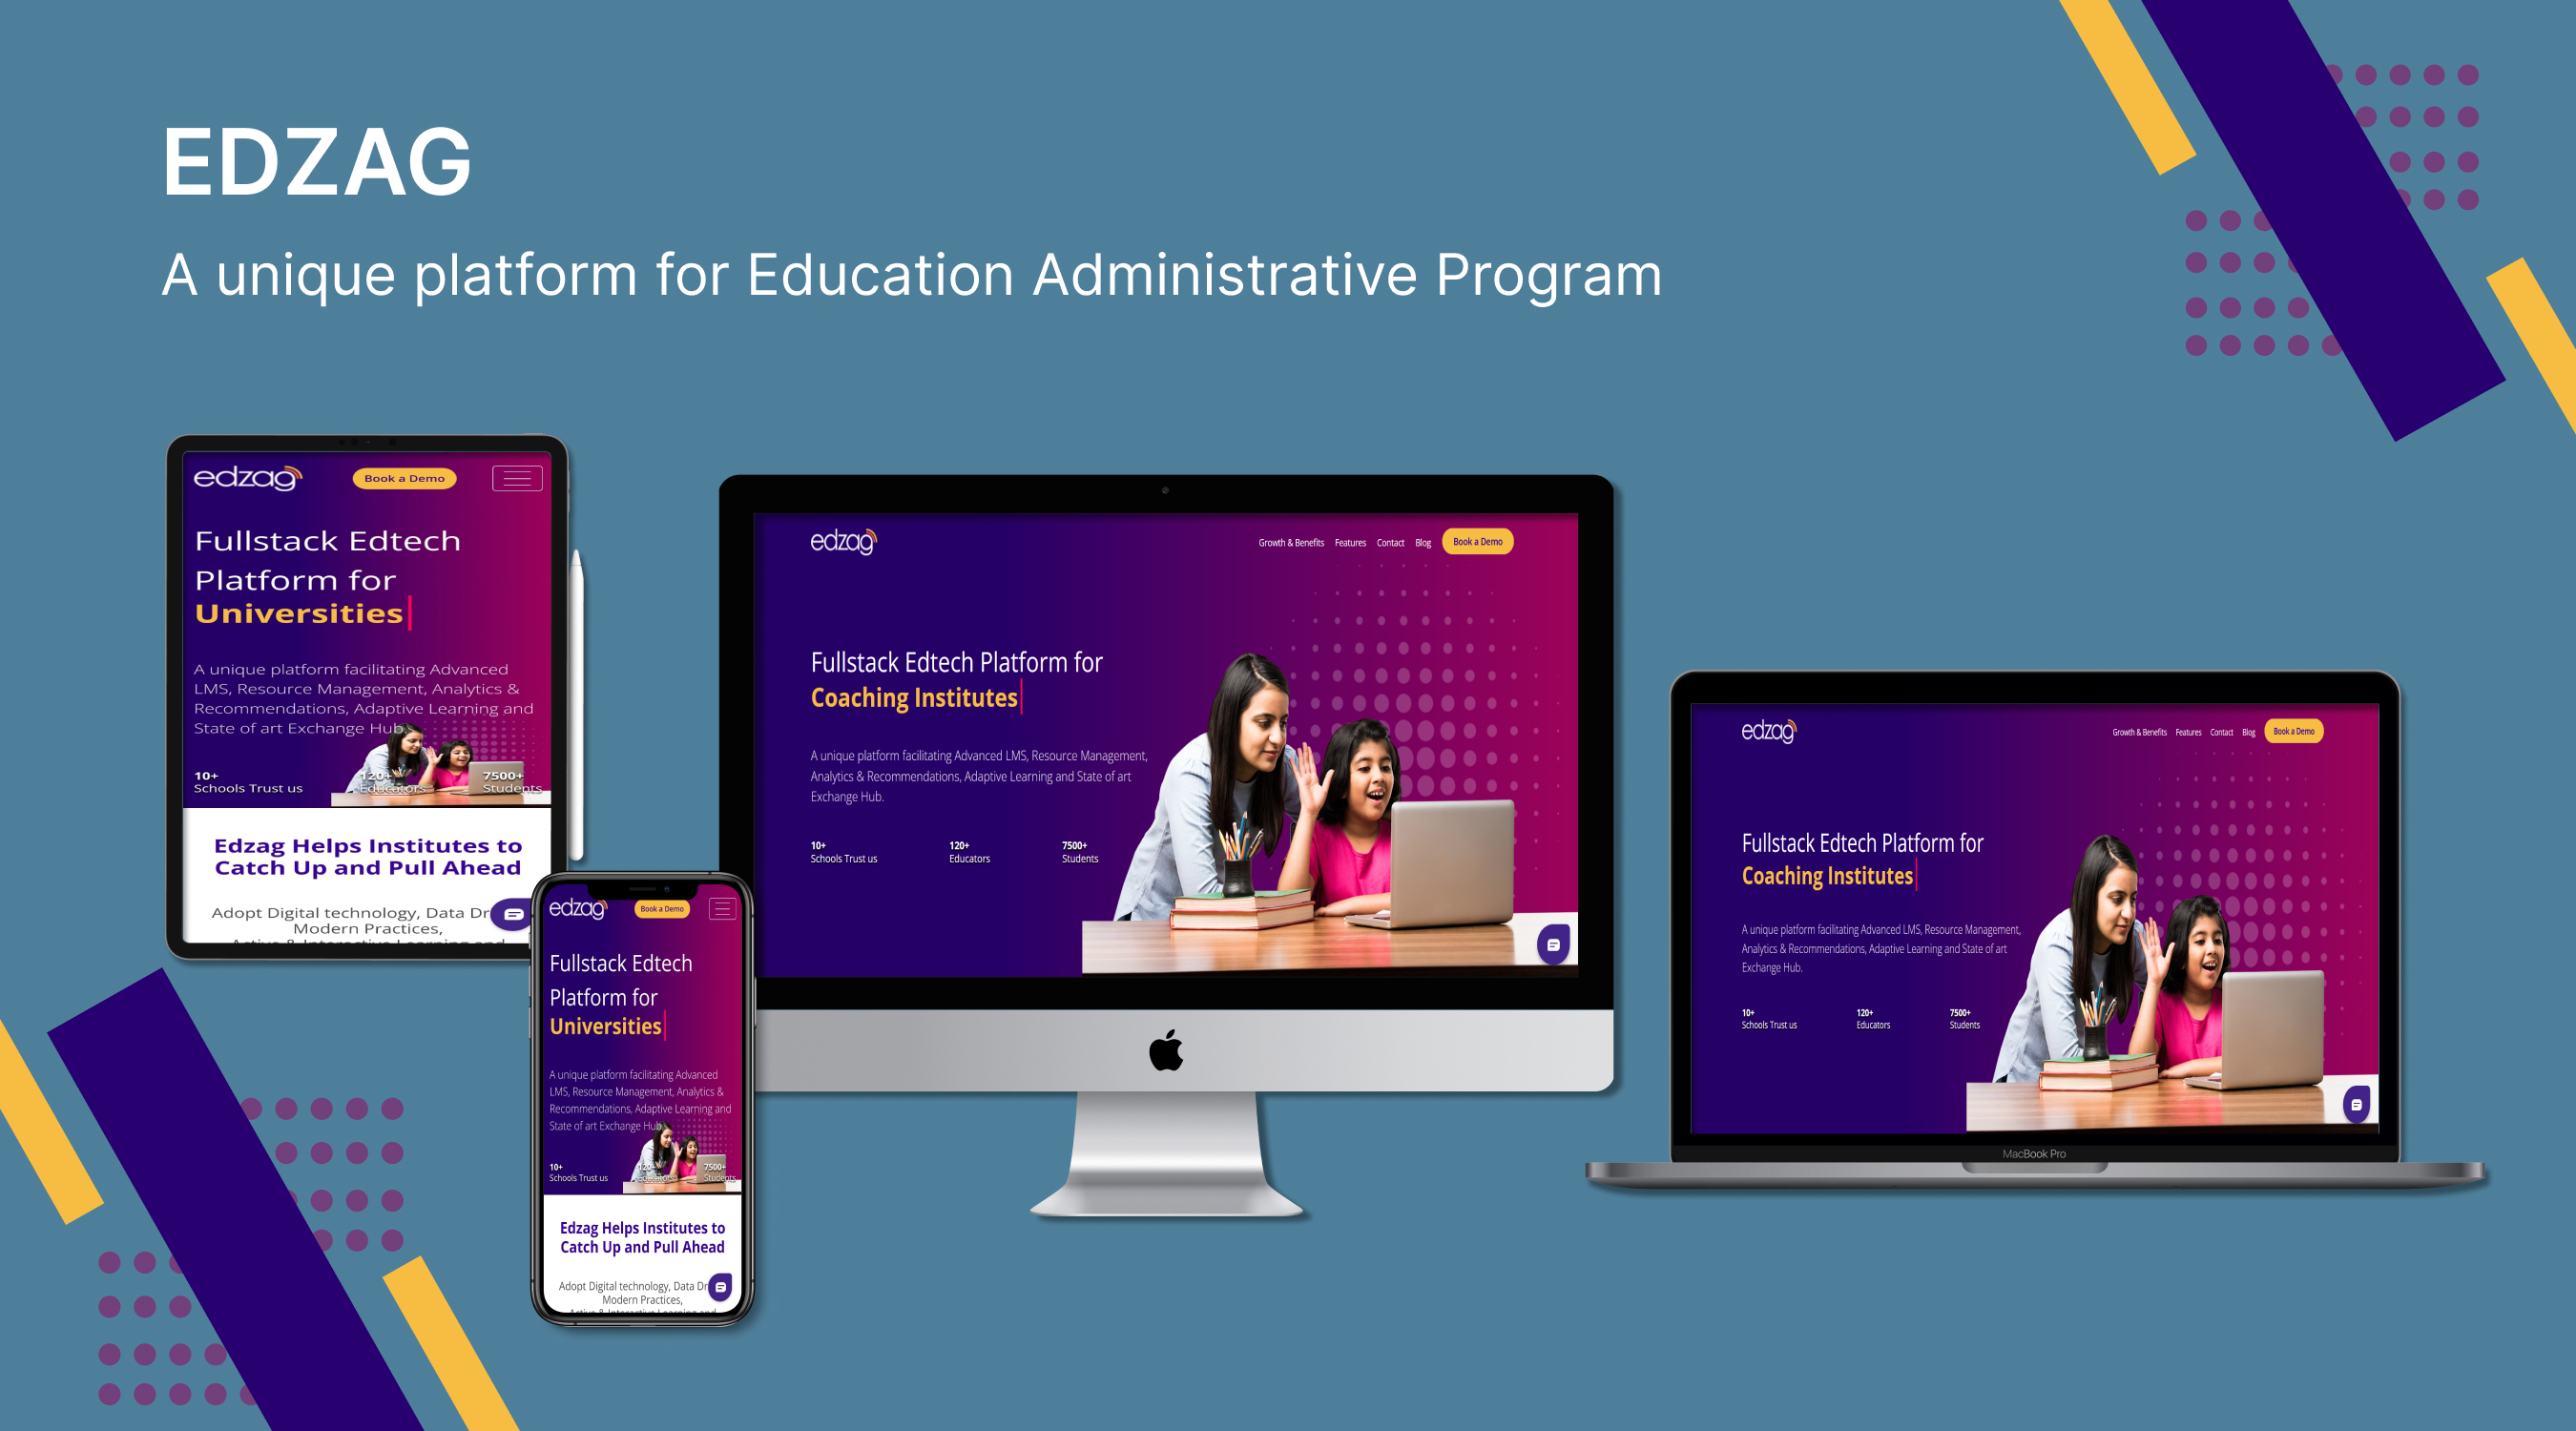 EDZAG
A unique platform for Education Administrative Program
edzag
Book a Demo
Fullstack Edtech
Platform for
Universities
A unique platform facilitating Advanced
LMS, Resource Management, Analytics &
Recommendations, Adaptive Learning and
State of art Exchange Hub.
10+
Schools Trust us
120+
Educators
7500+
Students
Edzag Helps Institutes to
Catch Up and Pull Ahead
Adopt Digital technology, Data
Modern Practices,
Active & Interactive Learning and
edzag
Book a Demo
Fullstack Edtech
Platform for
Universities
A unique platform facilitating Advanced
LMS, Resource Management, Analytics &
Recommendations, Adaptive Learning and
State of art Exchange Hub.
10+
Schools Trust us
120+
Educators
7500+
Students
Edzag Helps Institutes to
Catch Up and Pull Ahead
Adopt Digital technology, Data
Modern Practices,
Active & Interactive Learning and
edzag
Growth & Benefits Features Contact Blog Book a Demo
Fullstack Edtech Platform for
Coaching Institutes
A unique platform facilitating Advanced LMS, Resource Management,
Analytics & Recommendations, Adaptive Learning and State of art
Exchange Hub.
10+
Schools Trust us
120+
Educators
7500+
Students
edzag
Growth & Benefits Features Contact Blog Book a Demo
Fullstack Edtech Platform for
Coaching Institutes
A unique platform facilitating Advanced LMS, Resource Management,
Analytics & Recommendations, Adaptive Learning and State of art
Exchange Hub.
10+
Schools Trust us
120+
Educators
7500+
Students
MacBook Pro